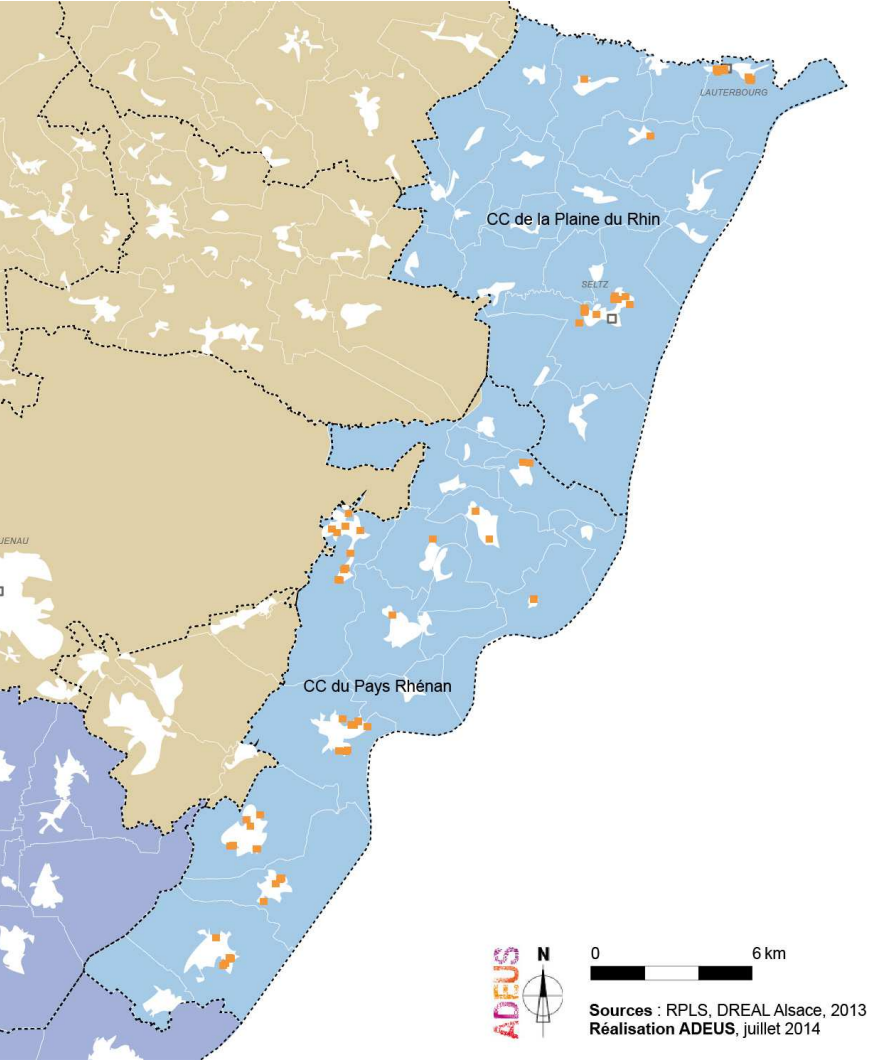 LAUTERBOURG
CC de la Plaine du Rhin
SELTZ
UENAU
CC du Pays Rhénan
ADEUS
N
0 6 km
Sources : RPLS, DREAL Alsace, 2013
Réalisation ADEUS, juillet 2014